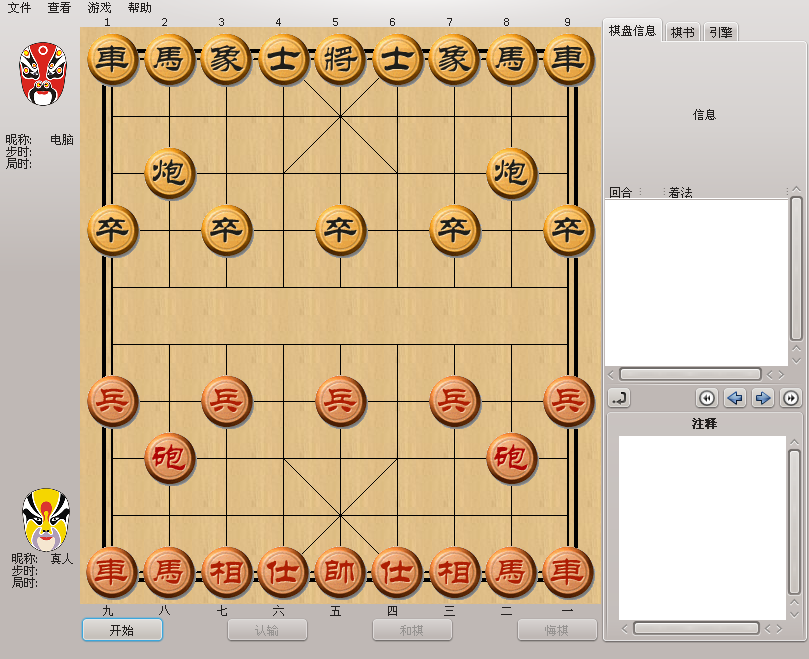 文件 查看 游戏 帮助
1 2 3 4 5 6 7 8 9
棋盘信息 棋书 引擎
車 馬 象 士 將 士 象 馬 車
信息
昵称: 电脑
步时:
局时:
炮 炮
回合 着法
卒 卒 卒 卒 卒
兵 兵 兵 兵 兵
注释
砲 砲
昵称: 真人
步时:
局时:
車 馬 相 仕 帥 仕 相 馬 車
九 八 七 六 五 四 三 二 一
开始 认输 和棋 悔棋